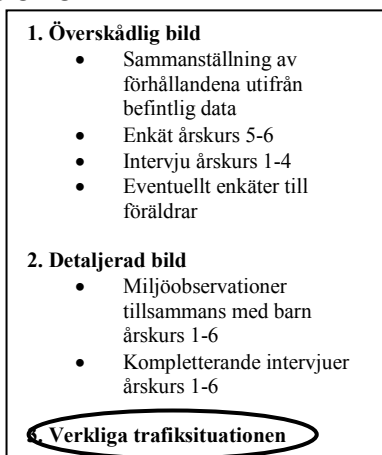 1. Överskådlig bild
• Sammanställning av
förhållandena utifrån
befintlig data
• Enkät årskurs 5-6
• Intervju årskurs 1-4
• Eventuellt enkäter till
föräldrar
2. Detaljerad bild
• Miljöobservationer
tillsammans med barn
årskurs 1-6
• Kompletterande intervjuer
årskurs 1-6
3. Verkliga trafiksituationen